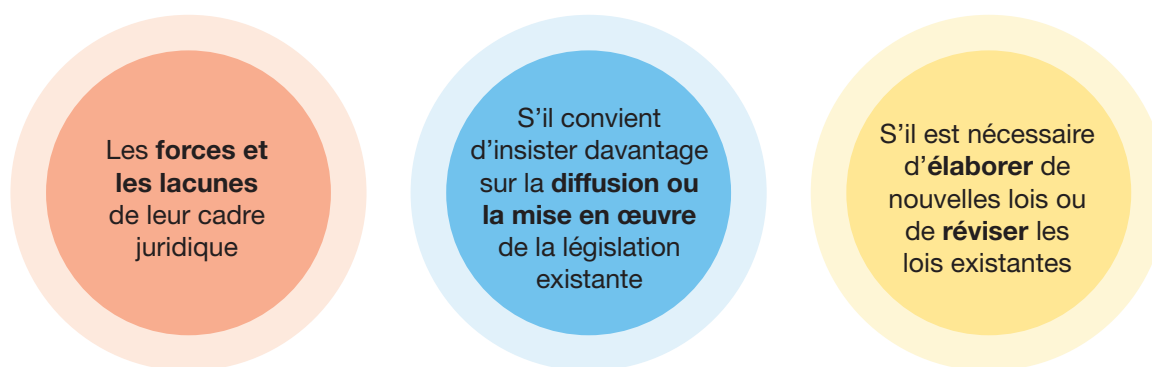 Les forces et
les lacunes
de leur cadre
juridique
S’il convient
d’insister davantage
sur la diffusion ou
la mise en œuvre
de la législation
existante
S’il est nécessaire
d’élaborer de
nouvelles lois ou
de réviser les
lois existantes